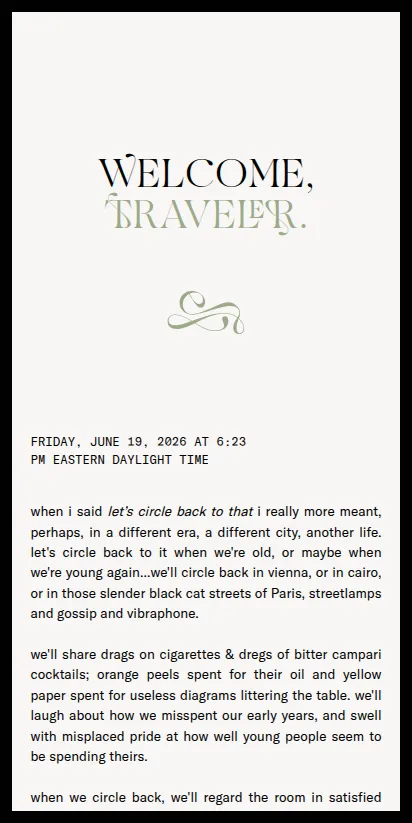 WELCOME,
TRAVELER.
FRIDAY, JUNE 19, 2026 AT 6:23
PM EASTERN DAYLIGHT TIME
when i said let's circle back to that i really more meant,
perhaps, in a different era, a different city, another life.
let's circle back to it when we're old, or maybe when
we're young again...we'll circle back in vienna, or in cairo,
or in those slender black cat streets of Paris, streetlamps
and gossip and vibraphone.
we'll share drags on cigarettes & dregs of bitter campari
cocktails; orange peels spent for their oil and yellow
paper spent for useless diagrams littering the table. we'll
laugh about how we misspent our early years, and swell
with misplaced pride at how well young people seem to
be spending theirs.
when we circle back, we'll regard the room in satisfied